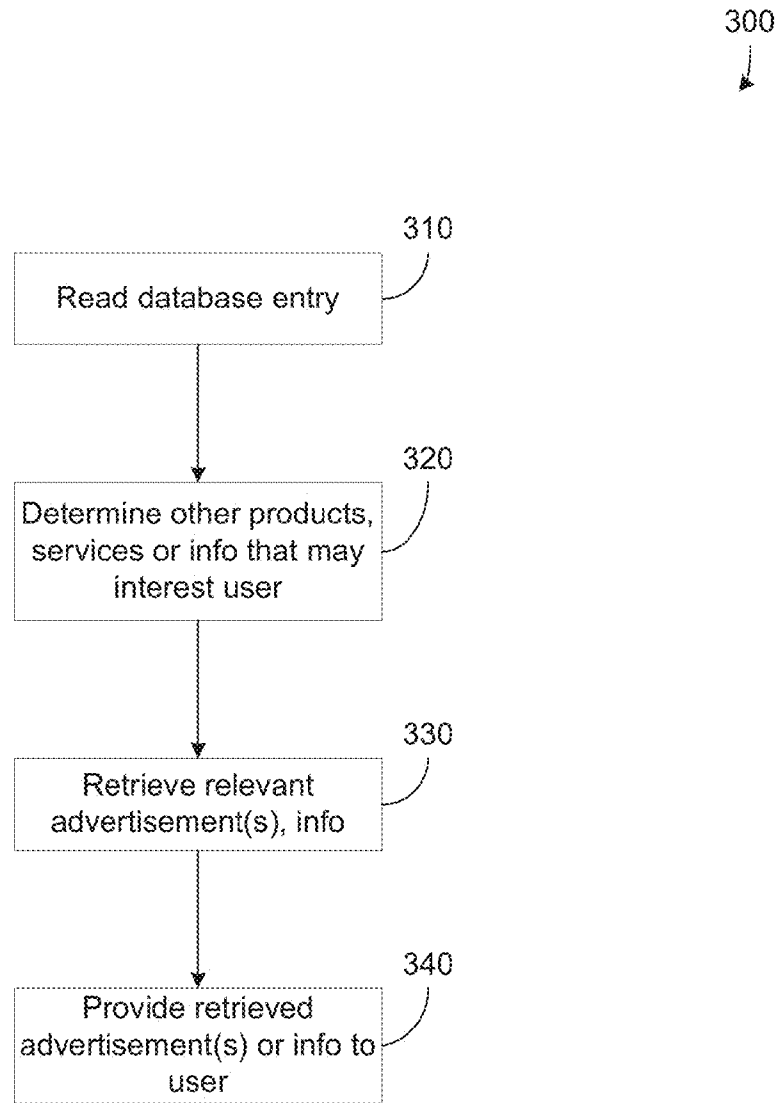 300
310
Read database entry
320
Determine other products,
services or info that may
interest user
330
Retrieve relevant
advertisement(s), info
340
Provide retrieved
advertisement(s) or info to
user